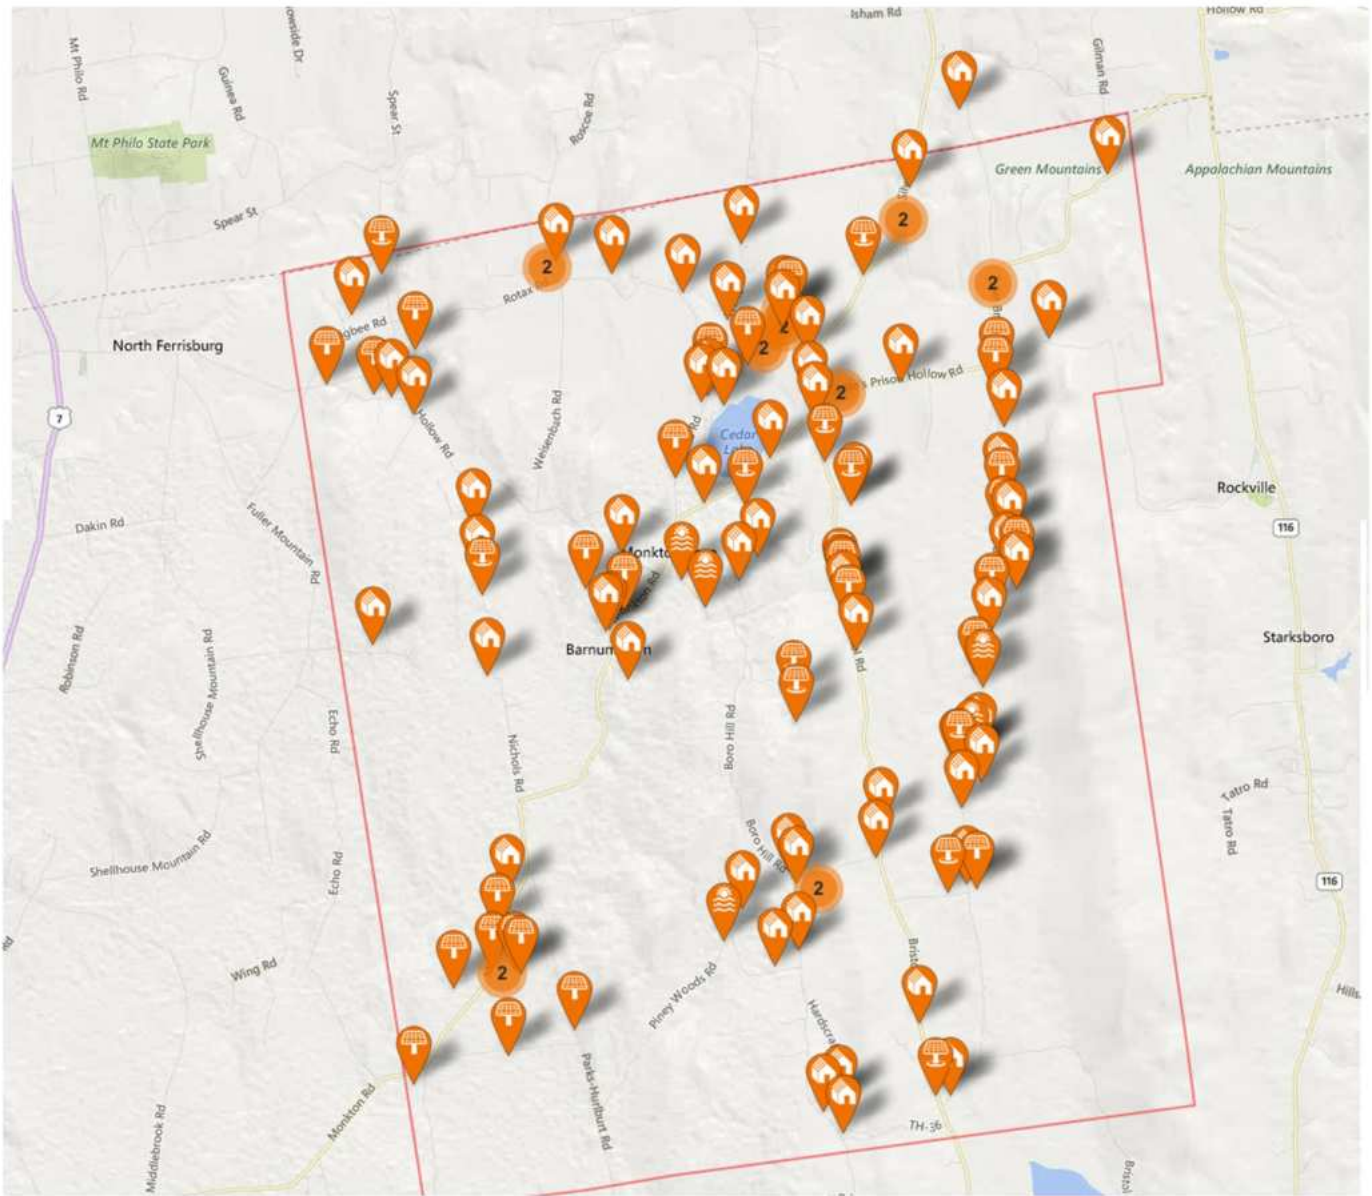 Isham Rd
Hollow Rd
Mt Philo Rd
Guinea Rd
Spear St
Roscoe Rd
Gilman Rd
Mt Philo State Park
Green Mountains
Appalachian Mountains
Spear St
2
2
2
Rotax
North Ferrisburg
2
2
7
2
s Prison Hollow Rd
Hollow Rd
Weisenbach Rd
Rd
Cedar
Rockville
116
Dakin Rd
Fuller Mountain
Rd
Robinson Rd
Shellhouse Mountain Rd
Starksboro
Echo Rd
Nichols Rd
Boro Hill Rd
Tatro Rd
Tatro Rd
Shellhouse Mountain Rd
Echo Rd
Boro Hill Rd
2
116
Wing Rd
2
Piney Woods Rd
Hills
Middlebrook Rd
Monkton Rd
Parks-Hurlburt Rd
TH-36
Bristol